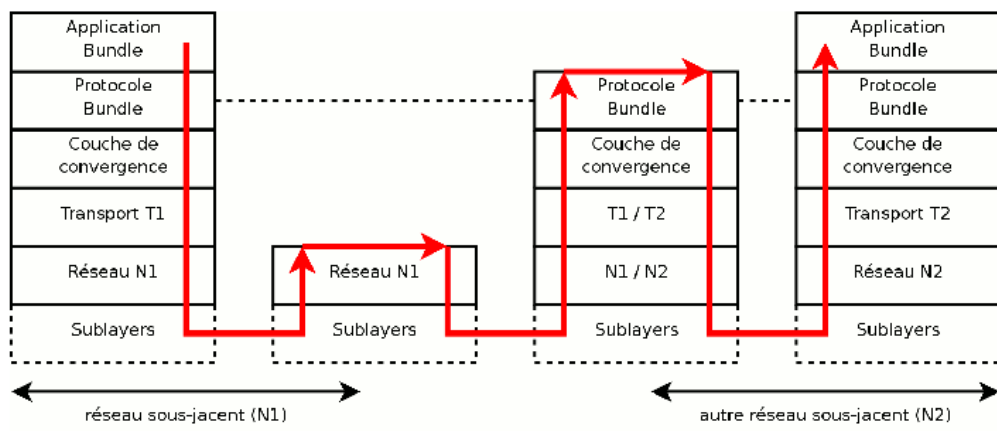 Application
Bundle
Protocole
Bundle
Couche de
convergence
Transport T1
Réseau N1
Sublayers
Réseau N1
Sublayers
Protocole
Bundle
Couche de
convergence
T1 / T2
N1 / N2
Sublayers
Application
Bundle
Protocole
Bundle
Couche de
convergence
Transport T2
Réseau N2
Sublayers
réseau sous-jacent (N1)
autre réseau sous-jacent (N2)